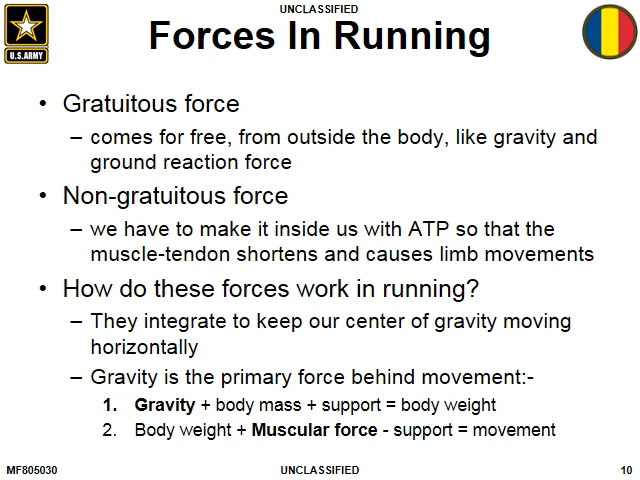 UNCLASSIFIED
Forces In Running
U.S.ARMY
• Gratuitous force
– comes for free, from outside the body, like gravity and
ground reaction force
• Non-gratuitous force
– we have to make it inside us with ATP so that the
muscle-tendon shortens and causes limb movements
• How do these forces work in running?
– They integrate to keep our center of gravity moving
horizontally
– Gravity is the primary force behind movement:-
1. Gravity + body mass + support = body weight
2. Body weight + Muscular force - support = movement
MF805030
UNCLASSIFIED
10